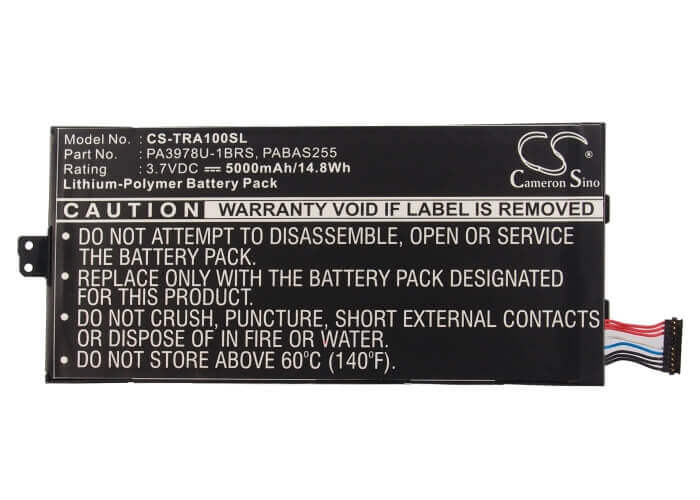 Model No. : CS-TRA100SL
Part No. : PA3978U-1BRS, PABAS255
Rating : 3.7VDC ⎓ 5000mAh/14.8Wh
Lithium-Polymer Battery Pack
CS
Cameron Sino
CAUTION WARRANTY VOID IF LABEL IS REMOVED
• DO NOT ATTEMPT TO DISASSEMBLE, OPEN OR SERVICE
THE BATTERY PACK.
• REPLACE ONLY WITH THE BATTERY PACK DESIGNATED
FOR THIS PRODUCT.
• DO NOT CRUSH, PUNCTURE, SHORT EXTERNAL CONTACTS
OR DISPOSE OF IN FIRE OR WATER.
• DO NOT STORE ABOVE 60°C (140°F).